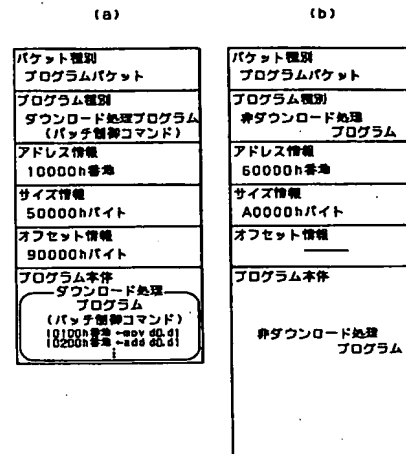 (a)
パケット種別
プログラムパケット
プログラム種別
ダウンロード処理プログラム
(パッチ制御コマンド)
アドレス情報
10000h番地
サイズ情報
50000hバイト
オフセット情報
90000hバイト
プログラム本体
ダウンロード処理
プログラム
(パッチ制御コマンド)
10100h番地 ←mov d0,d1
10200h番地 ←add d0,d1
(b)
パケット種別
プログラムパケット
プログラム種別
非ダウンロード処理
プログラム
アドレス情報
60000h番地
サイズ情報
A0000hバイト
オフセット情報
プログラム本体
非ダウンロード処理
プログラム